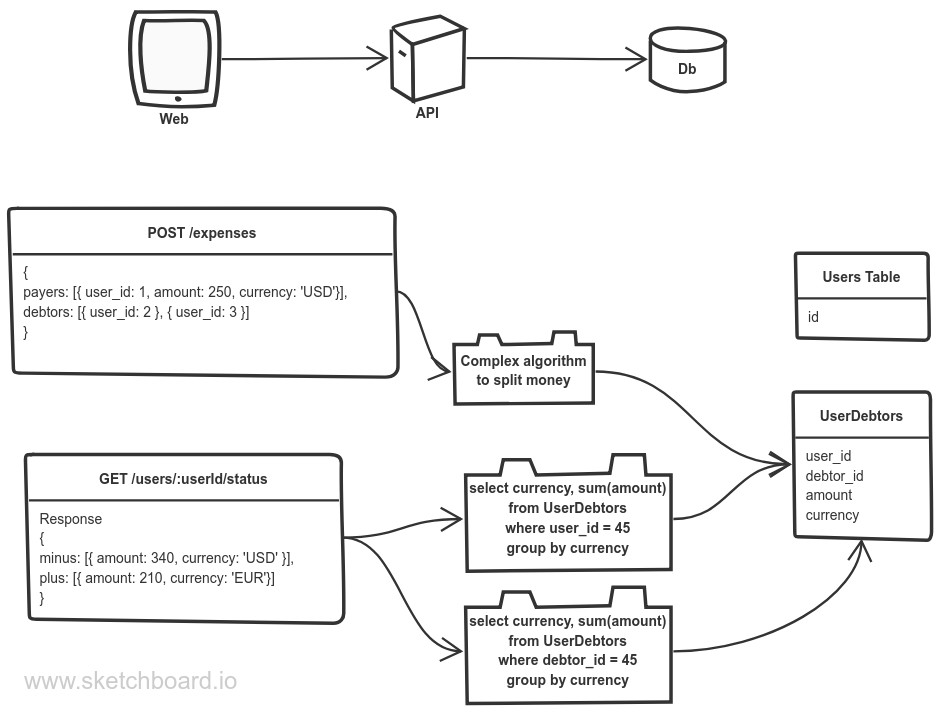 Web
API
Db
POST /expenses
{
payers: [{ user_id: 1, amount: 250, currency: 'USD'}],
debtors: [{ user_id: 2 }, { user_id: 3 }]
}
Users Table
id
Complex algorithm
to split money
UserDebtors
user_id
debtor_id
amount
currency
GET /users/:userId/status
Response
{
minus: [{ amount: 340, currency: 'USD' }],
plus: [{ amount: 210, currency: 'EUR'}]
}
select currency, sum(amount)
from UserDebtors
where user_id = 45
group by currency
select currency, sum(amount)
from UserDebtors
where debtor_id = 45
group by currency
www.sketchboard.io